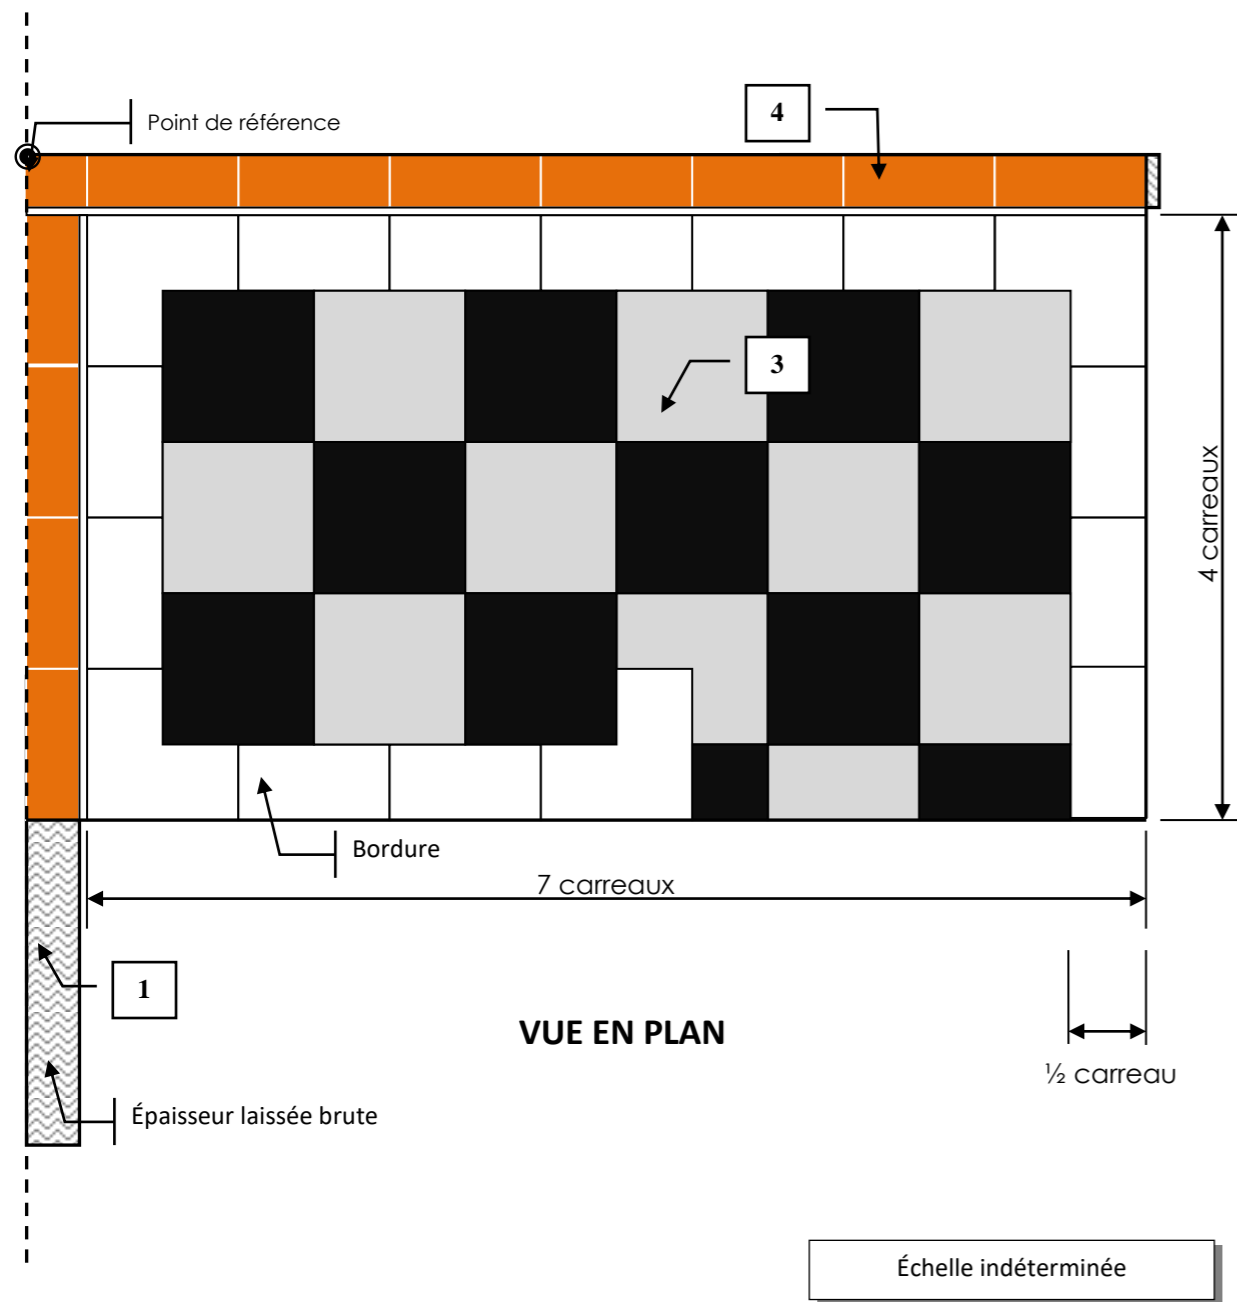 4
Point de référence
3
4 carreaux
Bordure
7 carreaux
1
VUE EN PLAN
½ carreau
Épaisseur laissée brute
Échelle indéterminée